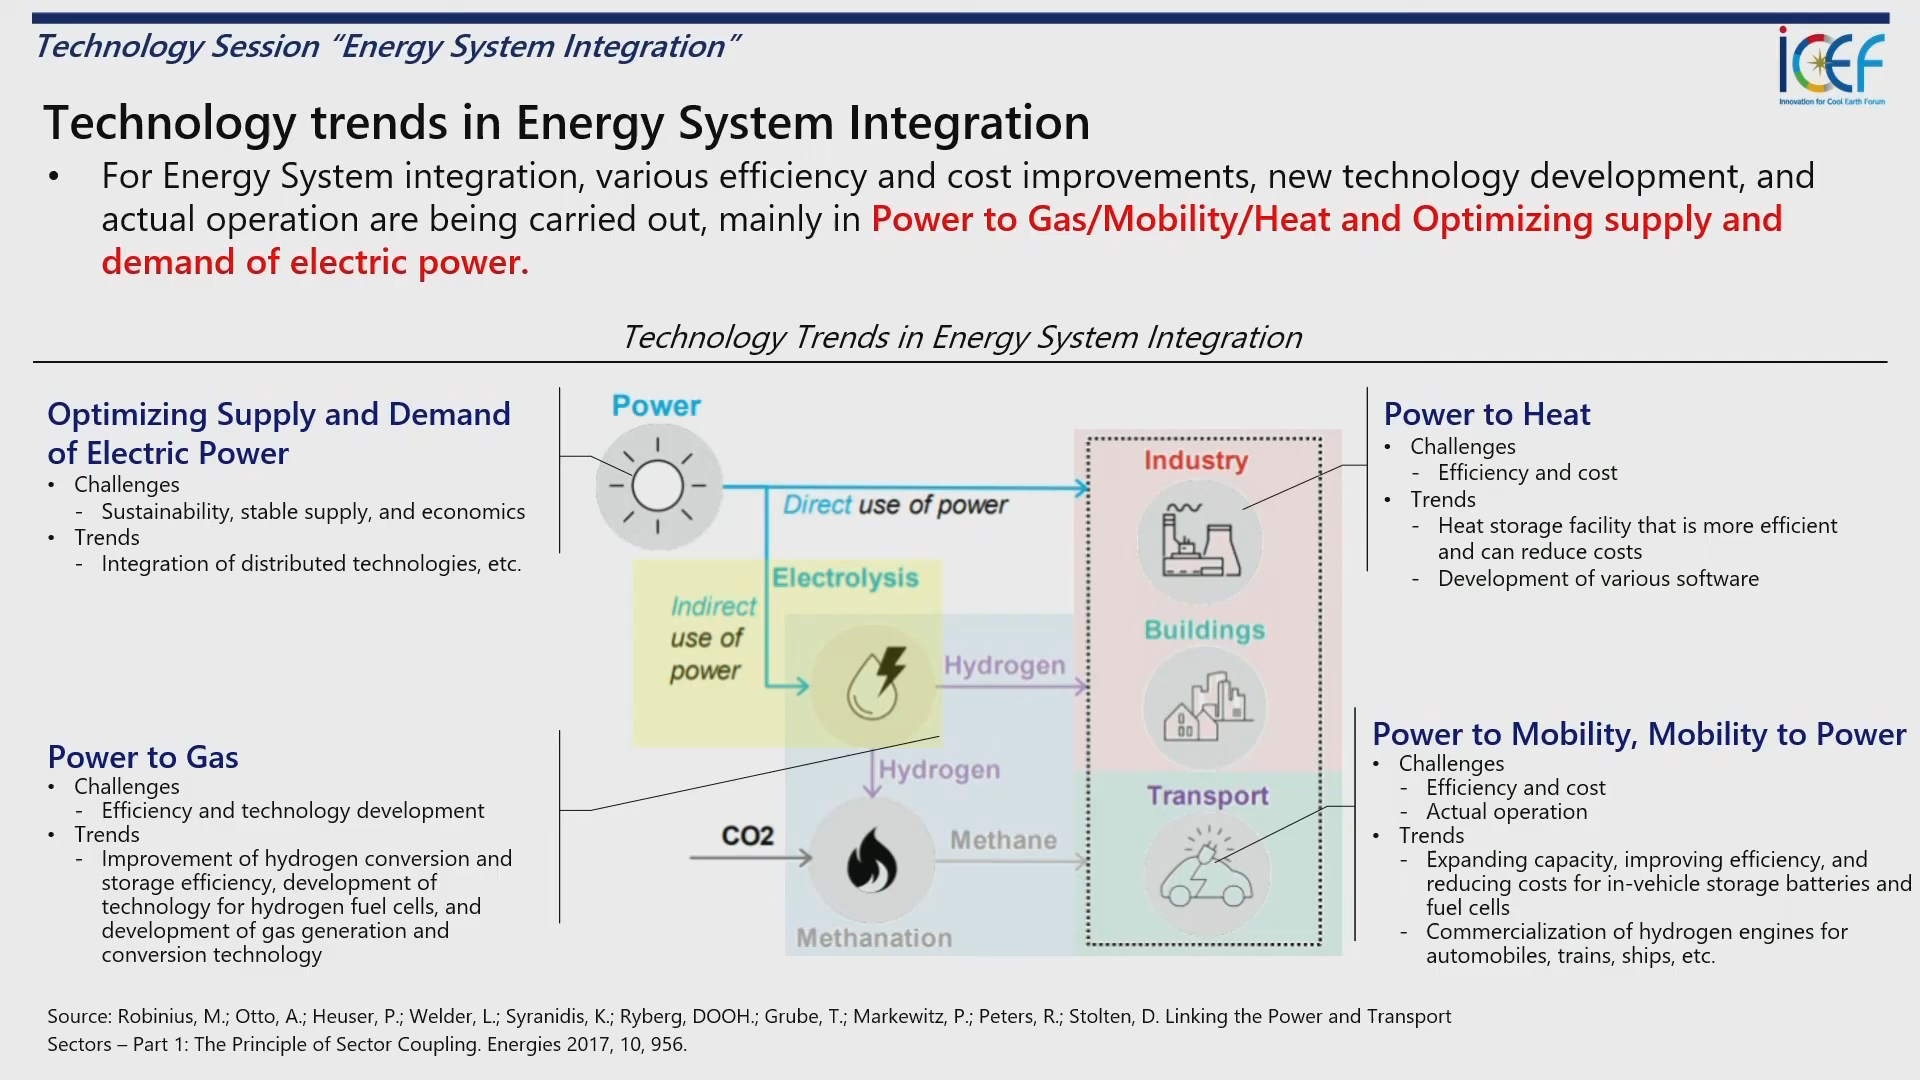 Technology Session “Energy System Integration”
iCEF
Innovation for Cool Earth Forum
Technology trends in Energy System Integration
• For Energy System integration, various efficiency and cost improvements, new technology development, and
actual operation are being carried out, mainly in Power to Gas/Mobility/Heat and Optimizing supply and
demand of electric power.
Technology Trends in Energy System Integration
Optimizing Supply and Demand
of Electric Power
• Challenges
- Sustainability, stable supply, and economics
• Trends
- Integration of distributed technologies, etc.
Power to Gas
• Challenges
- Efficiency and technology development
• Trends
- Improvement of hydrogen conversion and
storage efficiency, development of
technology for hydrogen fuel cells, and
development of gas generation and
conversion technology
Power
Direct use of power
Electrolysis
Indirect
use of
power
Hydrogen
Hydrogen
CO2
Methane
Methanation
Industry
Buildings
Transport
Power to Heat
• Challenges
- Efficiency and cost
• Trends
- Heat storage facility that is more efficient
and can reduce costs
- Development of various software
Power to Mobility, Mobility to Power
• Challenges
- Efficiency and cost
- Actual operation
• Trends
- Expanding capacity, improving efficiency, and
reducing costs for in-vehicle storage batteries and
fuel cells
- Commercialization of hydrogen engines for
automobiles, trains, ships, etc.
Source: Robinius, M.; Otto, A.; Heuser, P.; Welder, L.; Syranidis, K.; Ryberg, DOOH.; Grube, T.; Markewitz, P.; Peters, R.; Stolten, D. Linking the Power and Transport
Sectors – Part 1: The Principle of Sector Coupling. Energies 2017, 10, 956.